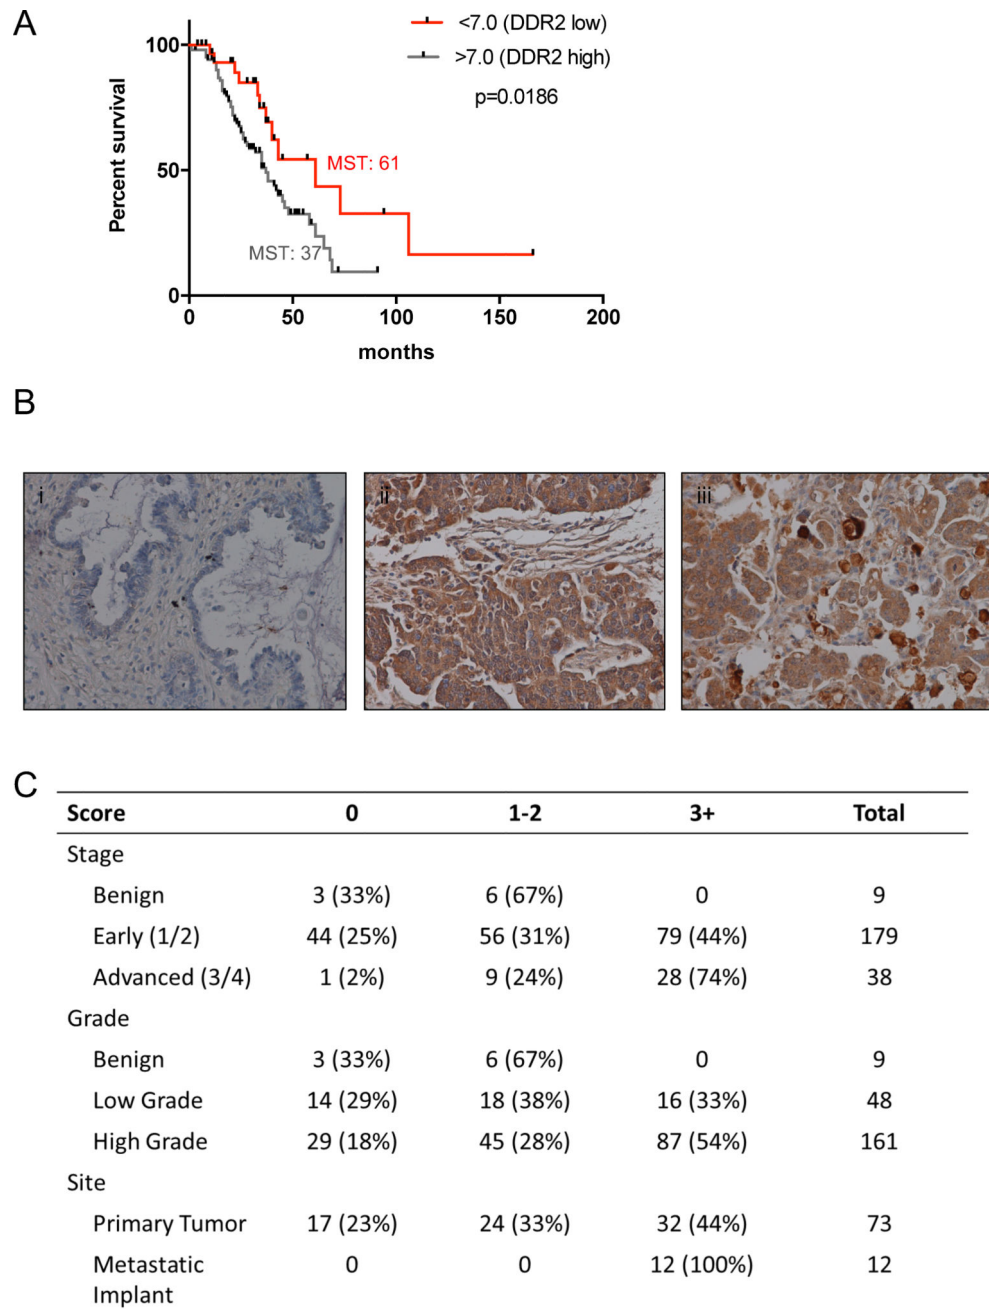 A
<7.0 (DDR2 low)
>7.0 (DDR2 high)
p=0.0186
Percent survival
100
50
0
MST: 61
MST: 37
0 50 100 150 200
months
B
i ii iii
C
Score 0 1-2 3+ Total
Stage
Benign 3 (33%) 6 (67%) 0 9
Early (1/2) 44 (25%) 56 (31%) 79 (44%) 179
Advanced (3/4) 1 (2%) 9 (24%) 28 (74%) 38
Grade
Benign 3 (33%) 6 (67%) 0 9
Low Grade 14 (29%) 18 (38%) 16 (33%) 48
High Grade 29 (18%) 45 (28%) 87 (54%) 161
Site
Primary Tumor 17 (23%) 24 (33%) 32 (44%) 73
Metastatic 0 0 12 (100%) 12
Implant